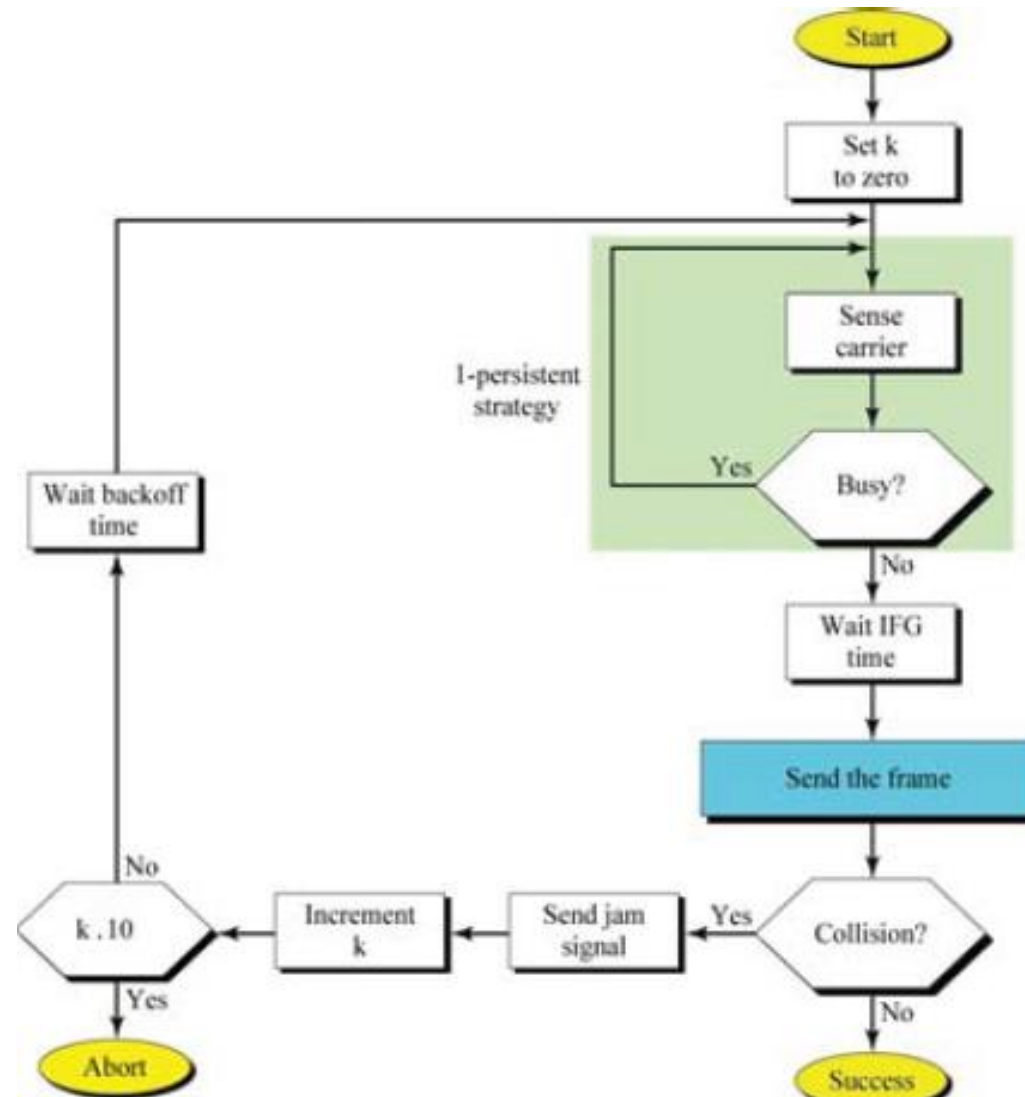 Start
Set k
to zero
Sense
carrier
1-persistent
strategy
Yes
Busy?
No
Wait backoff
time
Wait IFG
time
Send the frame
No
k . 10
Increment
k
Send jam
signal
Yes
Collision?
Yes
No
Abort
Success